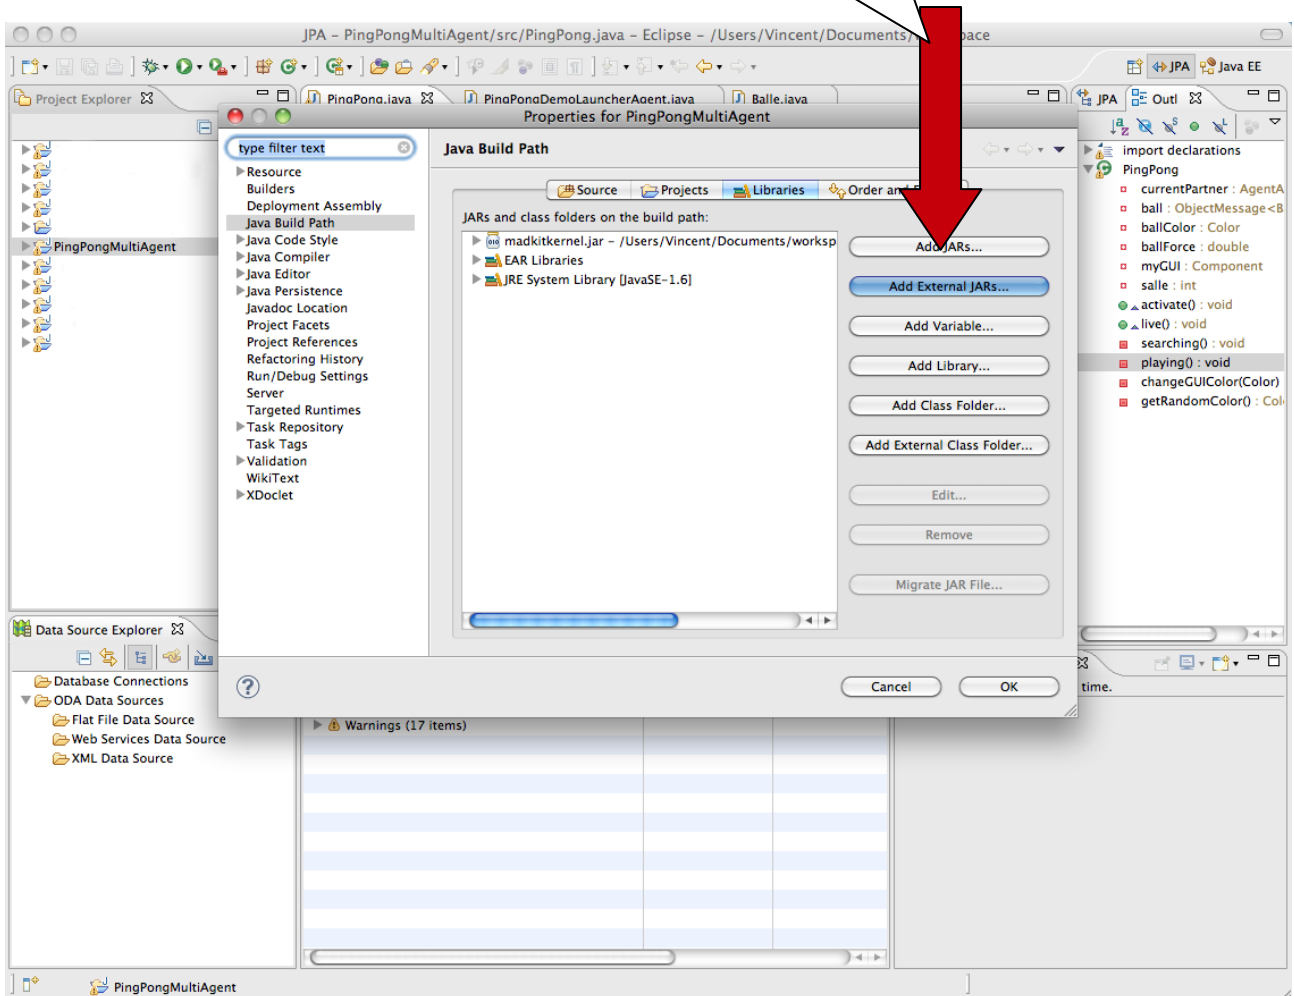 JPA – PingPongMultiAgent/src/PingPong.java – Eclipse – /Users/Vincent/Documents/
JPA
Java EE
Project Explorer
PingPong.java
PingPongDemoLauncherAgent.java
Balle.java
JPA
Outl
Properties for PingPongMultiAgent
type filter text
Java Build Path
Resource
Builders
Deployment Assembly
Java Build Path
Java Code Style
Java Compiler
Java Editor
Java Persistence
Javadoc Location
Project Facets
Project References
Refactoring History
Run/Debug Settings
Server
Targeted Runtimes
Task Repository
Task Tags
Validation
WikiText
XDoclet
Source
Projects
Libraries
Order and
JARs and class folders on the build path:
madkitkernel.jar – /Users/Vincent/Documents/worksp
EAR Libraries
JRE System Library [JavaSE–1.6]
Add JARs...
Add External JARs...
Add Variable...
Add Library...
Add Class Folder...
Add External Class Folder...
Edit...
Remove
Migrate JAR File...
Cancel
OK
PingPongMultiAgent
import declarations
PingPong
currentPartner : AgentA
ball : ObjectMessage<B
ballColor : Color
ballForce : double
myGUI : Component
salle : int
activate() : void
live() : void
searching() : void
playing() : void
changeGUIColor(Color)
getRandomColor() : Col
Data Source Explorer
Database Connections
ODA Data Sources
Flat File Data Source
Web Services Data Source
XML Data Source
Warnings (17 items)
time.
PingPongMultiAgent